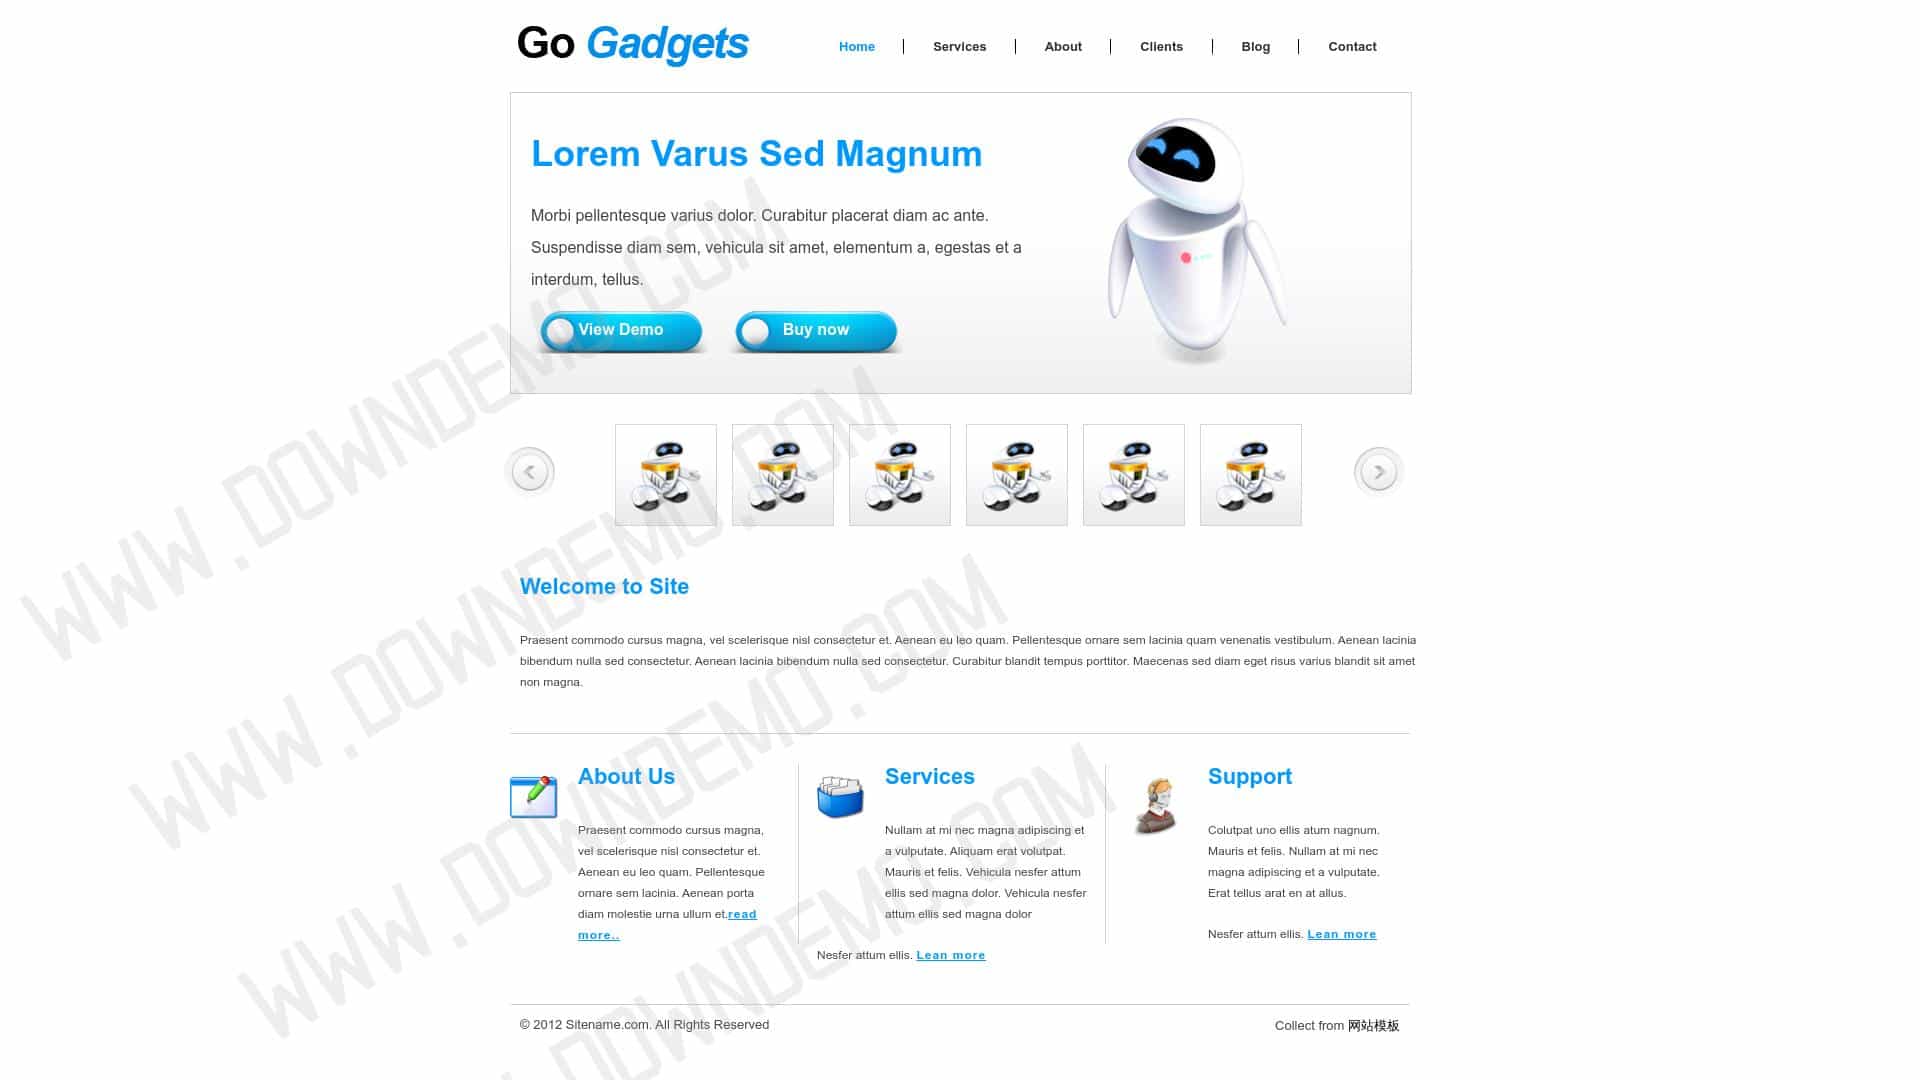 Go Gadgets
Home
Services
About
Clients
Blog
Contact
Lorem Varus Sed Magnum
Morbi pellentesque varius dolor. Curabitur placerat diam ac ante.
Suspendisse diam sem, vehicula sit amet, elementum a, egestas et a
interdum, tellus.
View Demo
Buy now
Welcome to Site
Praesent commodo cursus magna, vel scelerisque nisl consectetur et. Aenean eu leo quam. Pellentesque ornare sem lacinia quam venenatis vestibulum. Aenean lacinia
bibendum nulla sed consectetur. Aenean lacinia bibendum nulla sed consectetur. Curabitur blandit tempus porttitor. Maecenas sed diam eget risus varius blandit sit amet
non magna.
About Us
Praesent commodo cursus magna,
vel scelerisque nisl consectetur et.
Aenean eu leo quam. Pellentesque
ornare sem lacinia. Aenean porta
diam molestie urna ullum et.read
more..
Services
Nullam at mi nec magna adipiscing et
a vulputate. Aliquam erat volutpat.
Mauris et felis. Vehicula nesfer attum
ellis sed magna dolor. Vehicula nesfer
attum ellis sed magna dolor
Nesfer attum ellis. Lean more
Support
Colutpat uno ellis atum nagnum.
Mauris et felis. Nullam at mi nec
magna adipiscing et a vulputate.
Erat tellus arat en at allus.
Nesfer attum ellis. Lean more
© 2012 Sitename.com. All Rights Reserved
Collect from 网站模板
WWW.DOWNDEMO.COM
WWW.DOWNDEMO.COM
WWW.DOWNDEMO.COM
DOWNDEMO.COM